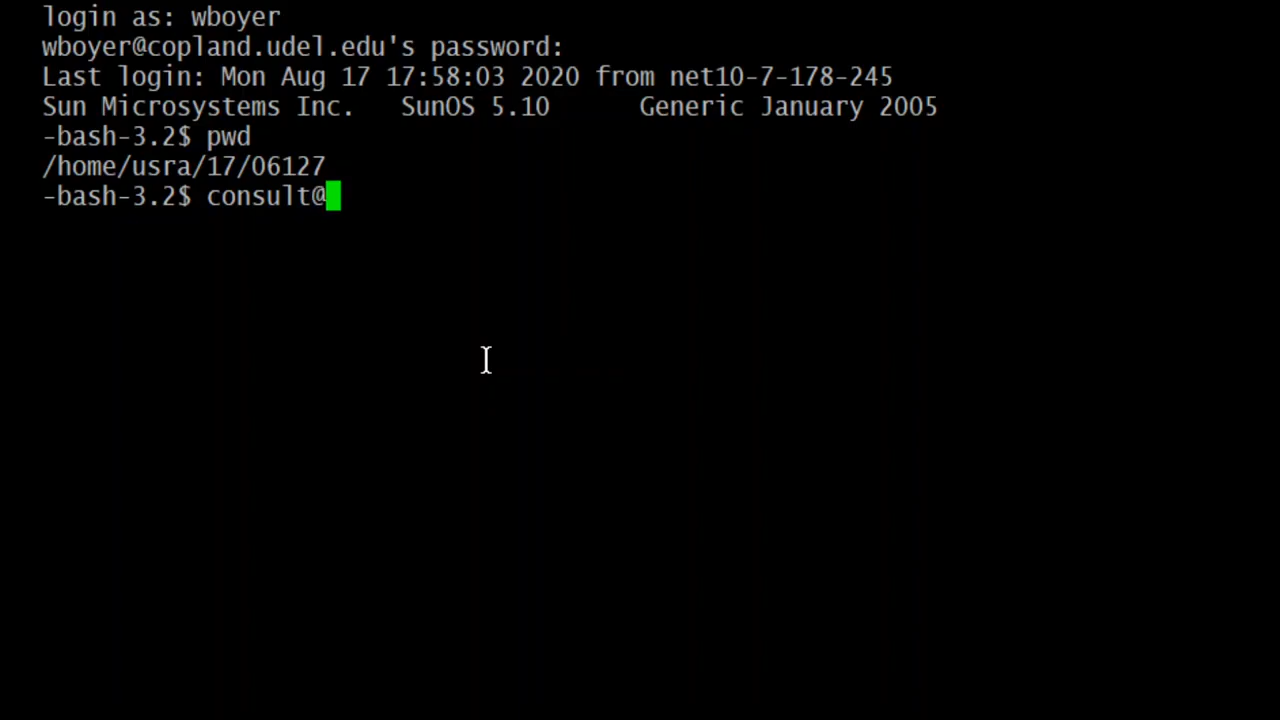 login as: wboyer
wboyer@copland.udel.edu's password:
Last login: Mon Aug 17 17:58:03 2020 from net10-7-178-245
Sun Microsystems Inc.   SunOS 5.10      Generic January 2005
-bash-3.2$ pwd
/home/usra/17/06127
-bash-3.2$ consult@